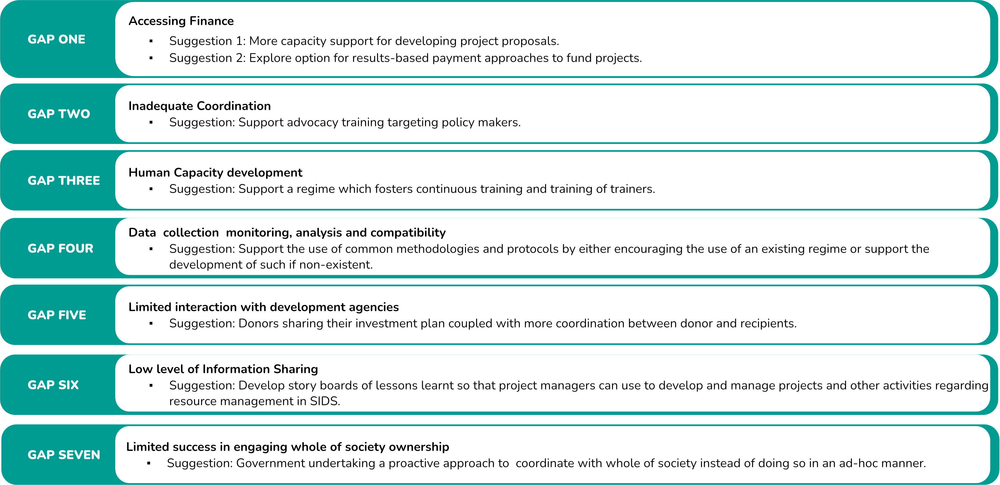 GAP ONE
Accessing Finance
▪ Suggestion 1: More capacity support for developing project proposals.
▪ Suggestion 2: Explore option for results-based payment approaches to fund projects.
GAP TWO
Inadequate Coordination
▪ Suggestion: Support advocacy training targeting policy makers.
GAP THREE
Human Capacity development
▪ Suggestion: Support a regime which fosters continuous training and training of trainers.
GAP FOUR
Data  collection  monitoring, analysis and compatibility
▪ Suggestion: Support the use of common methodologies and protocols by either encouraging the use of an existing regime or support the
development of such if non-existent.
GAP FIVE
Limited interaction with development agencies
▪ Suggestion: Donors sharing their investment plan coupled with more coordination between donor and recipients.
GAP SIX
Low level of Information Sharing
▪ Suggestion: Develop story boards of lessons learnt so that project managers can use to develop and manage projects and other activities regarding
resource management in SIDS.
GAP SEVEN
Limited success in engaging whole of society ownership
▪ Suggestion: Government undertaking a proactive approach to  coordinate with whole of society instead of doing so in an ad-hoc manner.